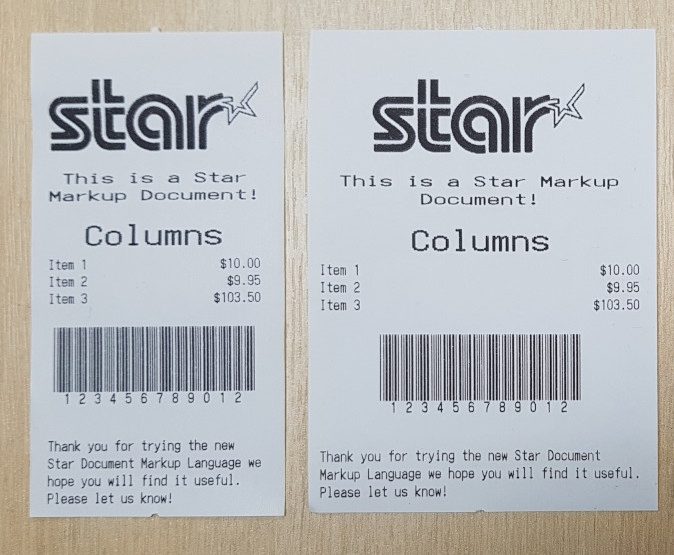 star
This is a Star
Markup Document!
Columns
Item 1 $10.00
Item 2 $9.95
Item 3 $103.50
1 2 3 4 5 6 7 8 9 0 1 2
Thank you for trying the new
Star Document Markup Language we
hope you will find it useful.
Please let us know!
star
This is a Star Markup
Document!
Columns
Item 1 $10.00
Item 2 $9.95
Item 3 $103.50
1 2 3 4 5 6 7 8 9 0 1 2
Thank you for trying the new Star Document
Markup Language we hope you will find it useful.
Please let us know!